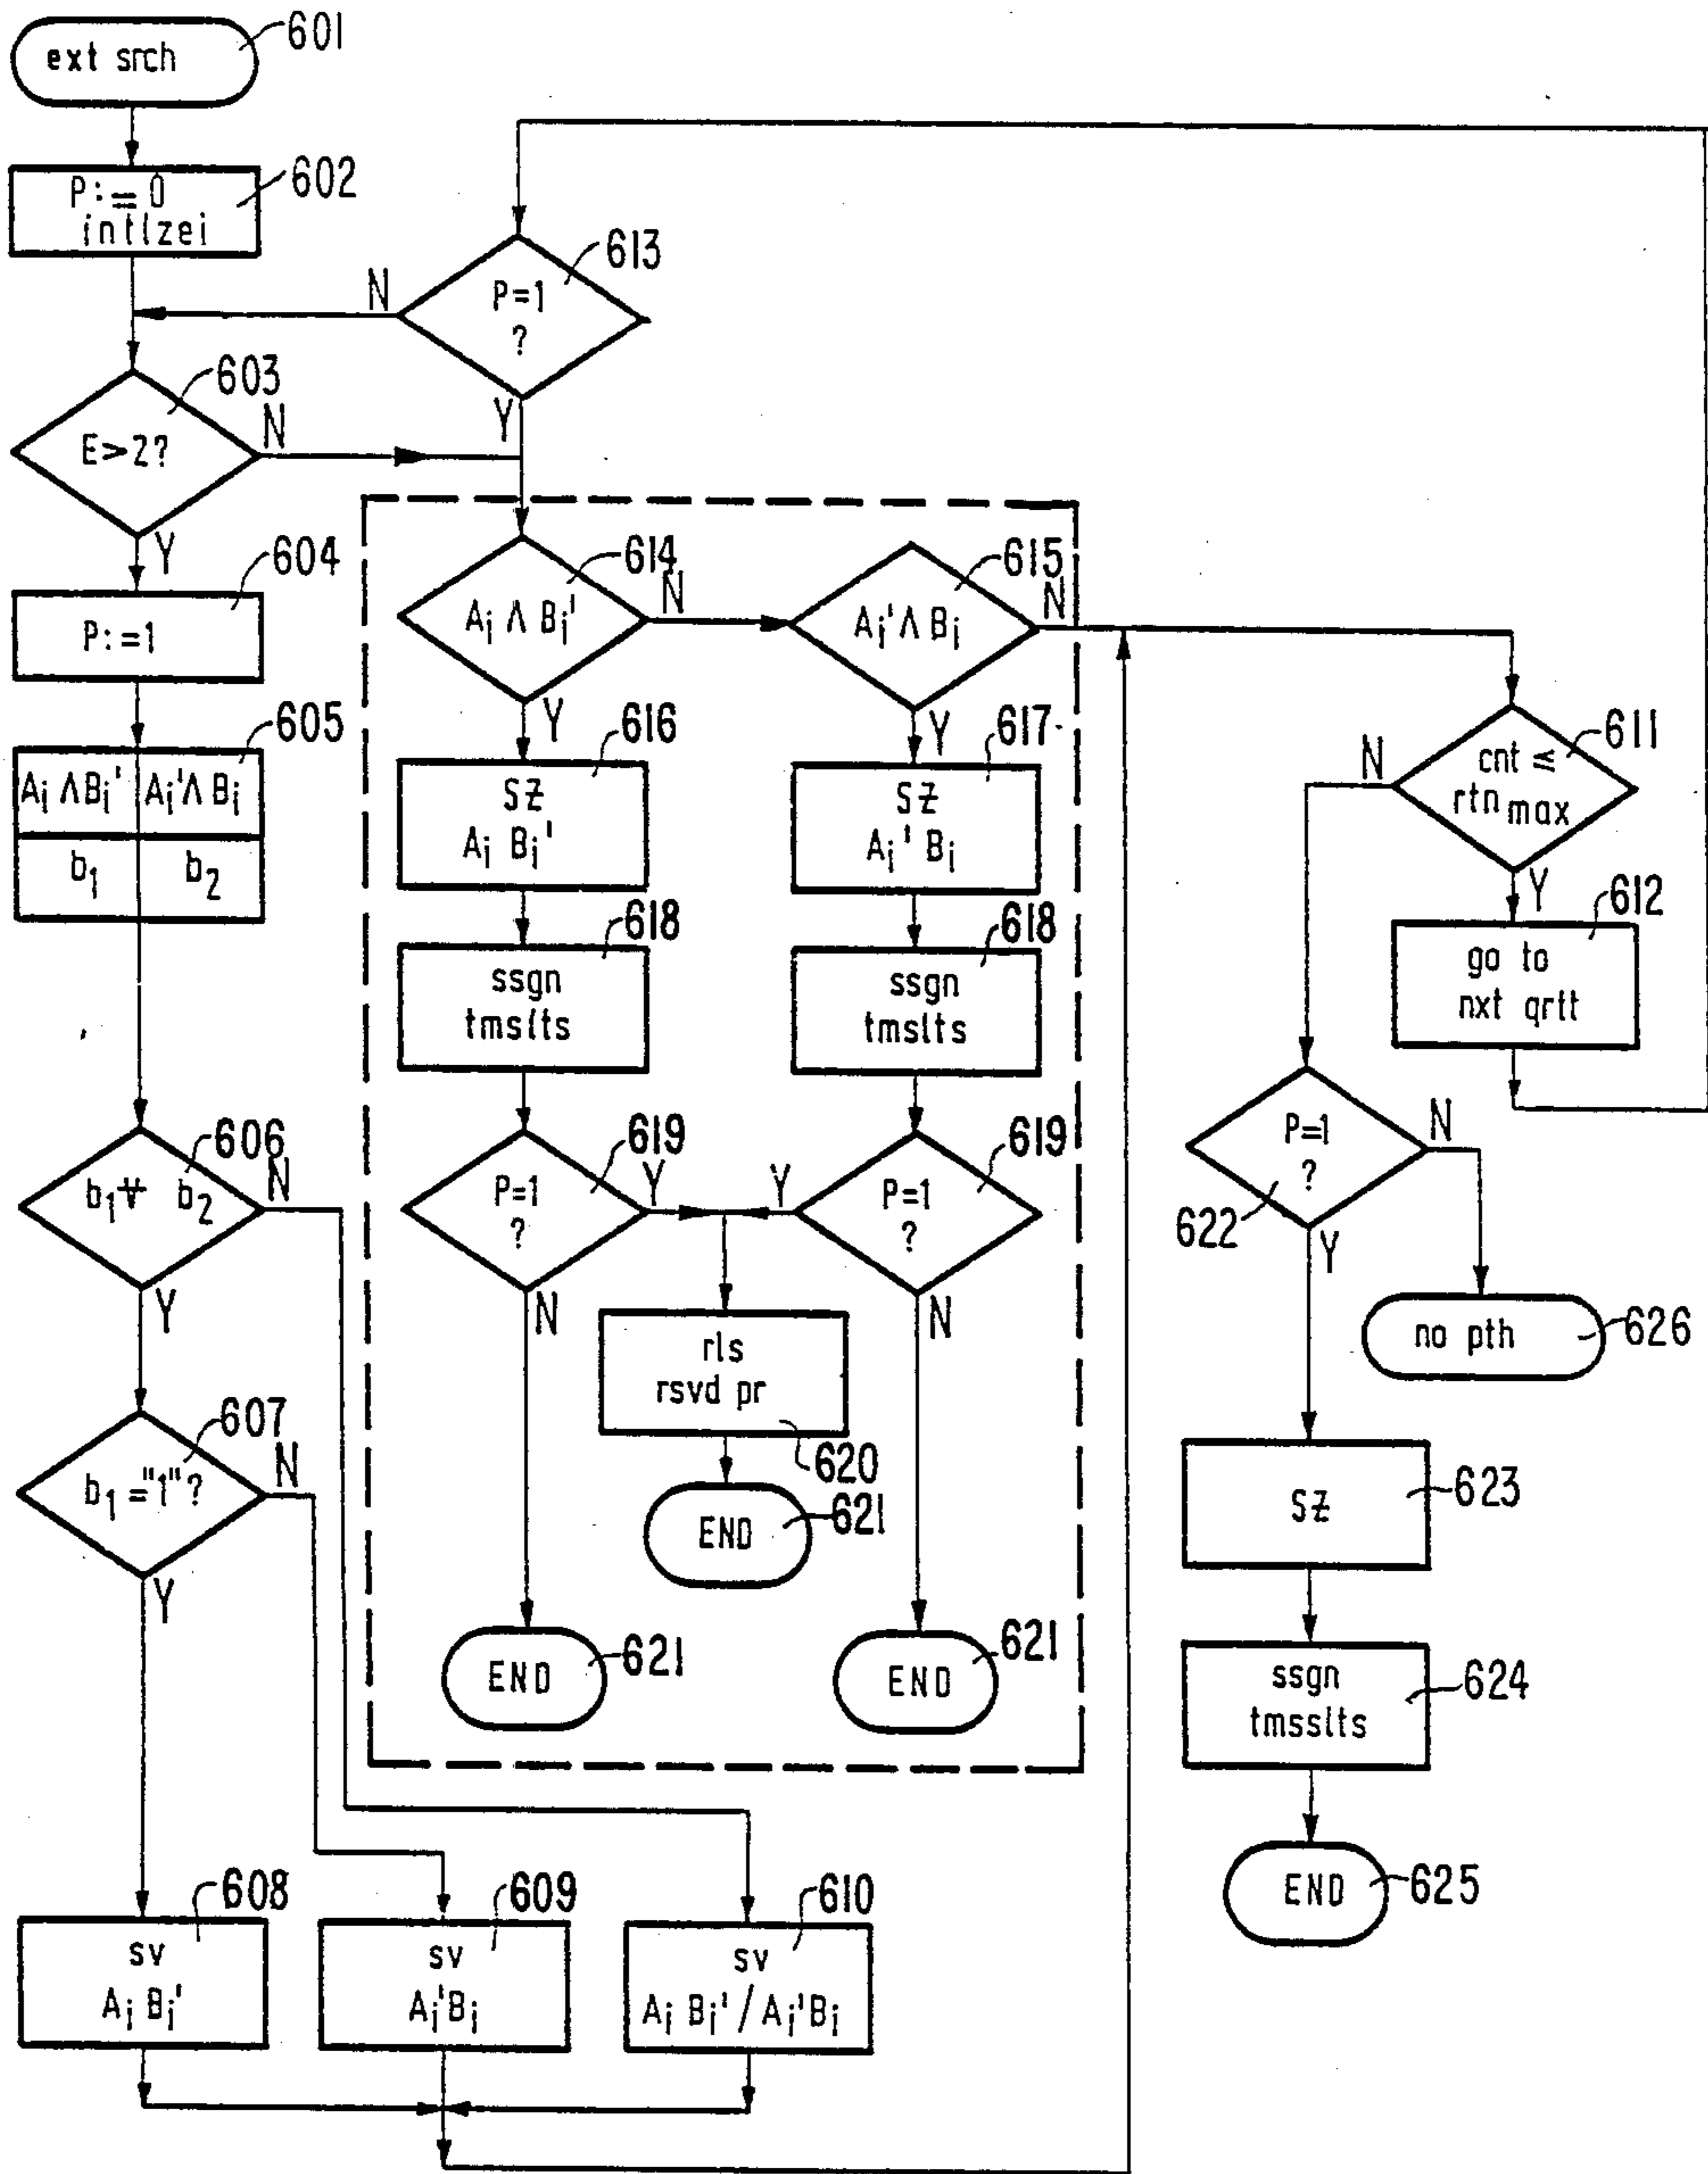 601
ext srch
602
P:=0
intlzei
613
P=1
?
N
Y
603
E>2?
N
Y
604
P:=1
605
Ai Λ Bi' Ai' Λ Bi
b1 b2
606
b1 ∀ b2
N
Y
607
b1="1"?
N
Y
608
sv
Ai Bi'
609
sv
Ai'Bi
610
sv
Ai Bi' / Ai'Bi
614
Ai Λ Bi'
N
Y
615
Ai' Λ Bi
N
Y
616
SZ
Ai Bi'
617
SZ
Ai' Bi
618
ssgn
tmslts
618
ssgn
tmslts
619
P=1
?
Y
N
619
P=1
?
Y
N
rls
rsvd pr
620
END
621
END
621
END
621
611
cnt ≤
rtn max
N
Y
612
go to
nxt qrtt
P=1
?
622
N
Y
no pth
626
SZ
623
ssgn
tmsslts
624
END
625